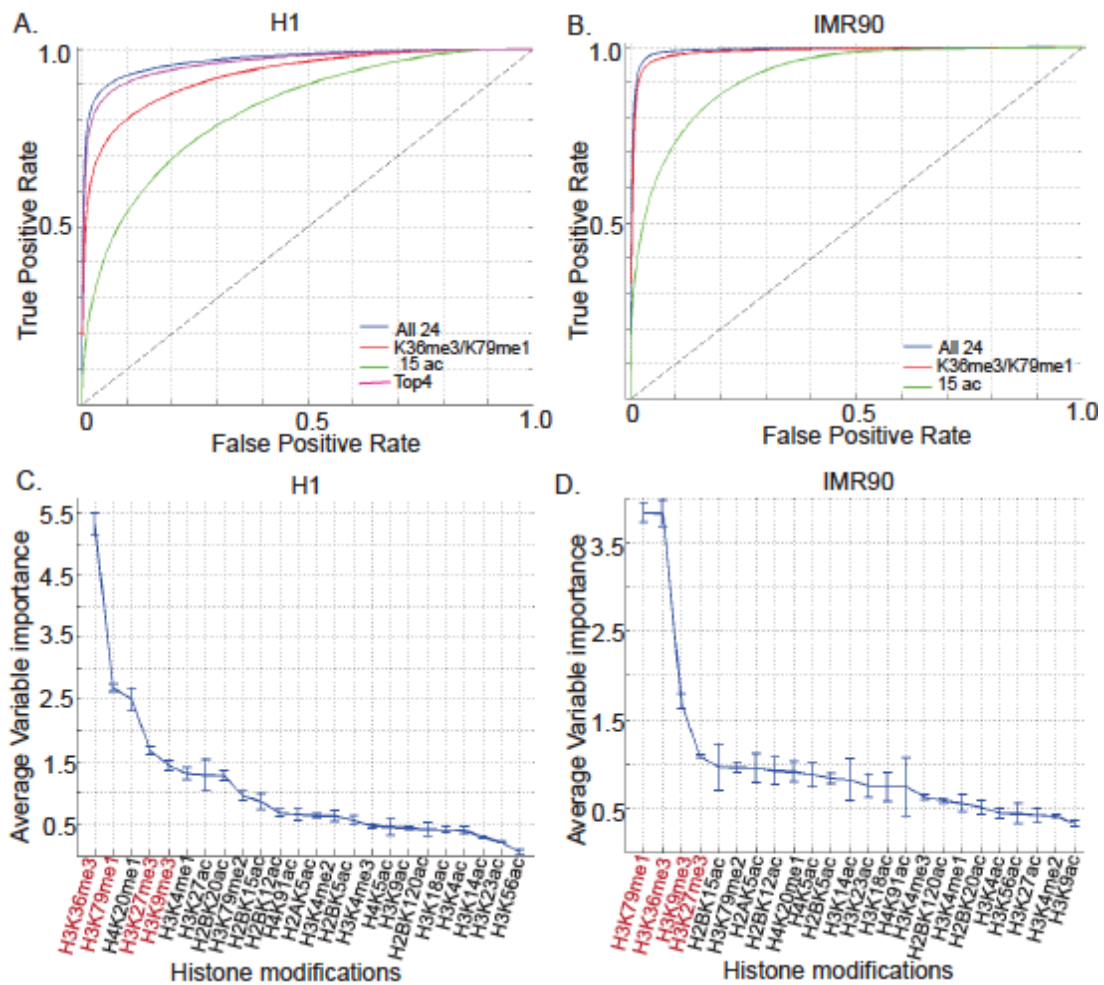 A.
H1
True Positive Rate
1.0
0.5
0
0.5
1.0
All 24
K36me3/K79me1
15 ac
Top4
False Positive Rate
B.
IMR90
True Positive Rate
1.0
0.5
0
0.5
1.0
All 24
K36me3/K79me1
15 ac
False Positive Rate
C.
H1
Average Variable importance
5.5
4.5
3.5
2.5
1.5
0.5
H3K36me3
H3K79me1
H4K20me1
H3K27me3
H3K9me3
H3K4me1
H3K27ac
H2BK20ac
H3K79me2
H2BK15ac
H2BK12ac
H4K91ac
H2AK5ac
H3K4me2
H2BK5ac
H3K4me3
H4K5ac
H3K9ac
H2BK120ac
H3K18ac
H3K4ac
H3K14ac
H3K23ac
H3K56ac
Histone modifications
D.
IMR90
Average Variable importance
3.5
2.5
1.5
0.5
H3K79me1
H3K36me3
H3K9me3
H3K27me3
H2BK15ac
H3K79me2
H2AK5ac
H2BK12ac
H4K20me1
H4K5ac
H2BK5ac
H3K14ac
H3K23ac
H3K18ac
H4K91ac
H3K4me3
H2BK120ac
H3K4me1
H2BK20ac
H3K4ac
H3K56ac
H3K27ac
H3K4me2
H3K9ac
Histone modifications